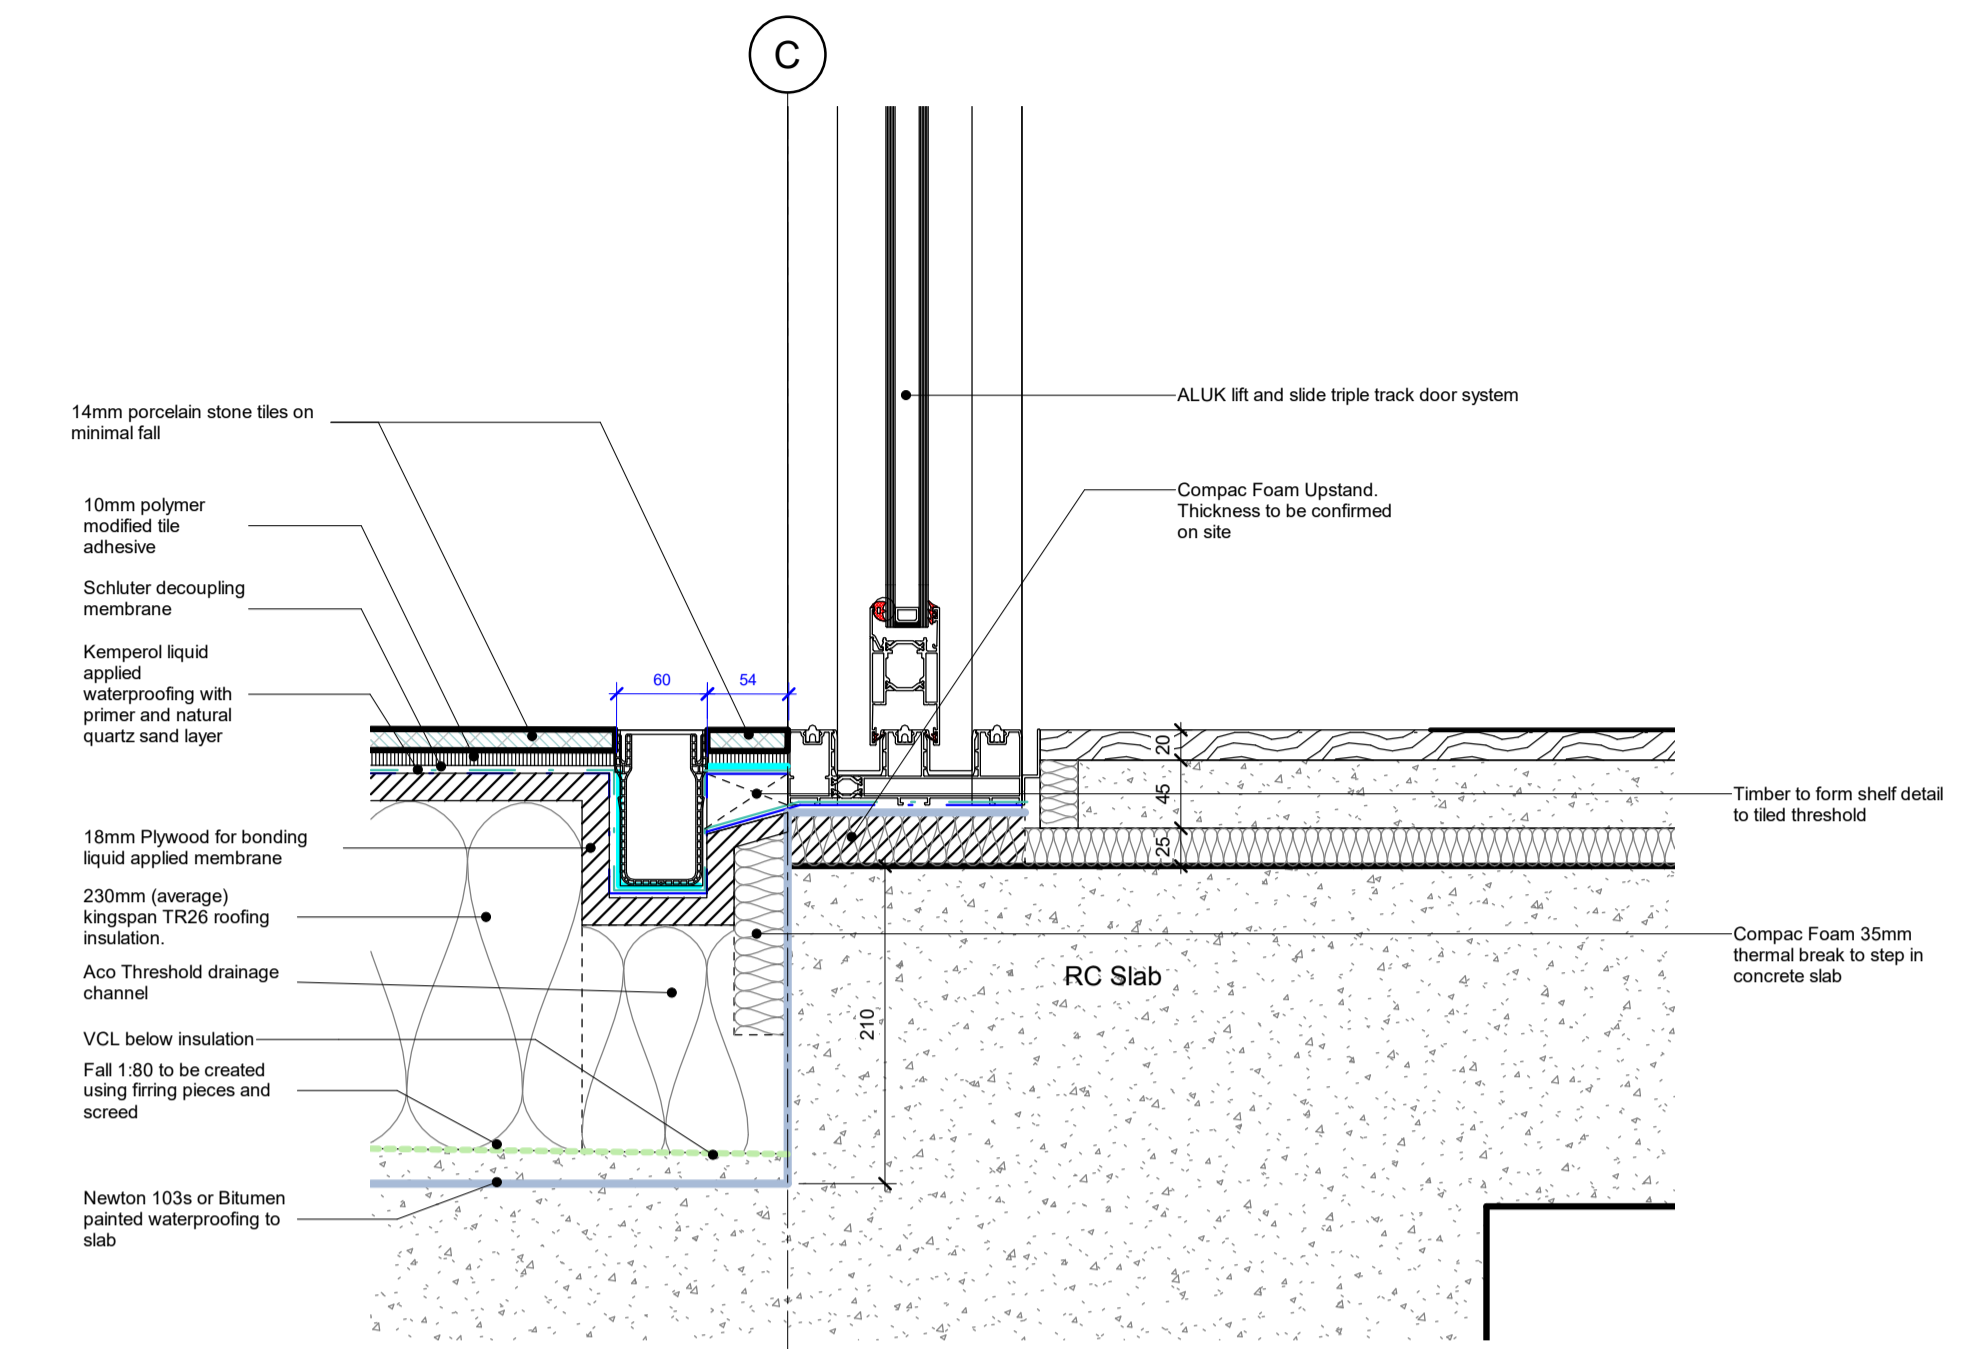 C
14mm porcelain stone tiles on
minimal fall
10mm polymer
modified tile
adhesive
Schluter decoupling
membrane
Kemperol liquid
applied
waterproofing with
primer and natural
quartz sand layer
18mm Plywood for bonding
liquid applied membrane
230mm (average)
kingspan TR26 roofing
insulation.
Aco Threshold drainage
channel
VCL below insulation
Fall 1:80 to be created
using firring pieces and
screed
Newton 103s or Bitumen
painted waterproofing to
slab
60
54
ALUK lift and slide triple track door system
Compac Foam Upstand.
Thickness to be confirmed
on site
20
45
25
210
RC Slab
Timber to form shelf detail
to tiled threshold
Compac Foam 35mm
thermal break to step in
concrete slab